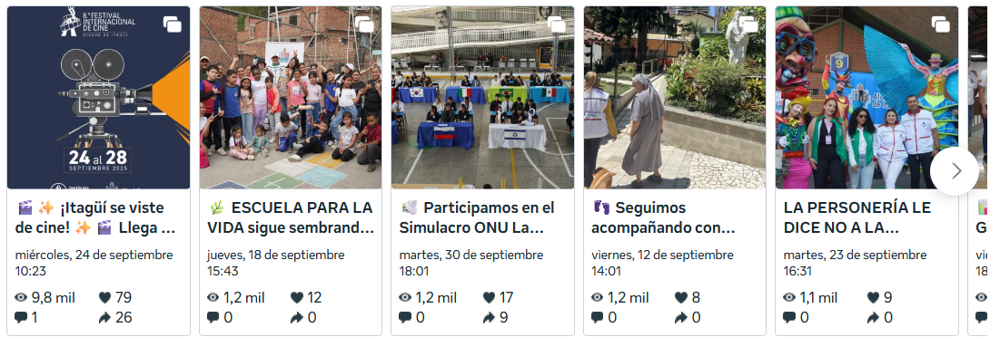 8.º FESTIVAL
INTERNACIONAL
DE CINE
CIUDAD DE ITAGÜÍ
24 al 28
SEPTIEMBRE 2025
🎬 ✨ ¡Itagüí se viste
de cine! ✨ 🎬 Llega ...
miércoles, 24 de septiembre
10:23
9,8 mil 79
1 26
🌿 ESCUELA PARA LA
VIDA sigue sembrand...
jueves, 18 de septiembre
15:43
1,2 mil 12
0 0
🕊️ Participamos en el
Simulacro ONU La...
martes, 30 de septiembre
18:01
1,2 mil 17
0 9
👣 Seguimos
acompañando con...
viernes, 12 de septiembre
14:01
1,2 mil 8
0 0
9
LA PERSONERÍA LE
DICE NO A LA...
martes, 23 de septiembre
16:31
1,1 mil 9
0 0
G
vie
18